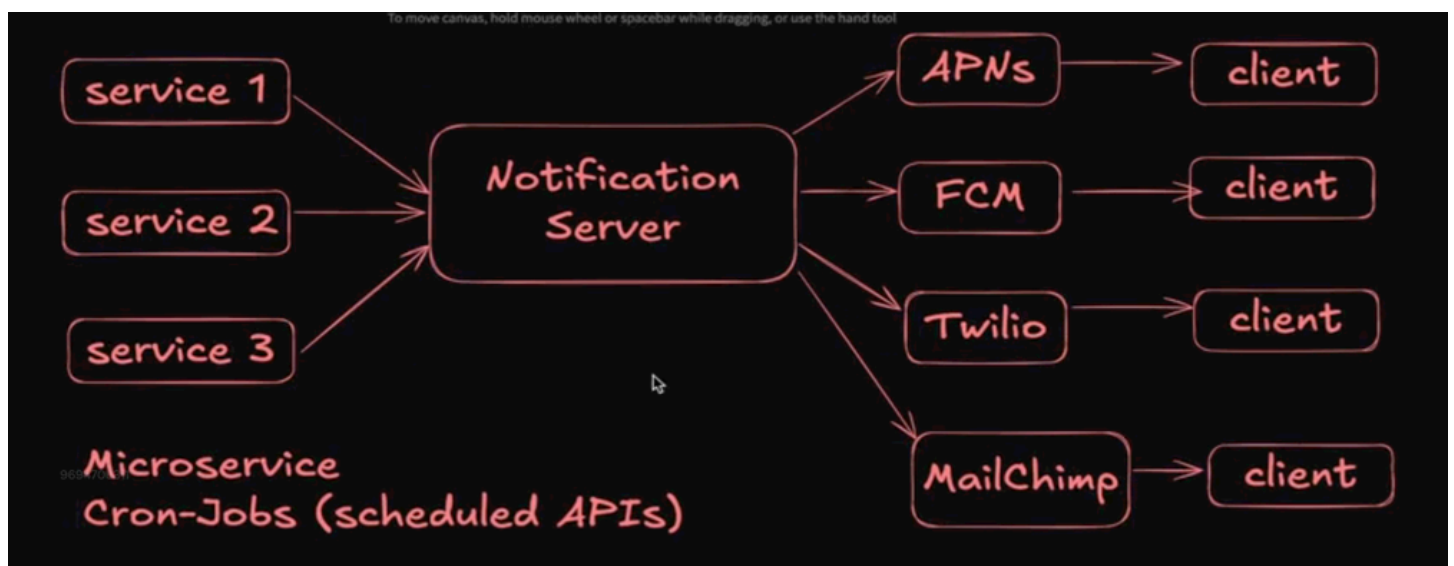 To move canvas, hold mouse wheel or spacebar while dragging, or use the hand tool
service 1
service 2
service 3
Notification
Server
APNs
client
FCM
client
Twilio
client
MailChimp
client
Microservice
Cron-Jobs (scheduled APIs)